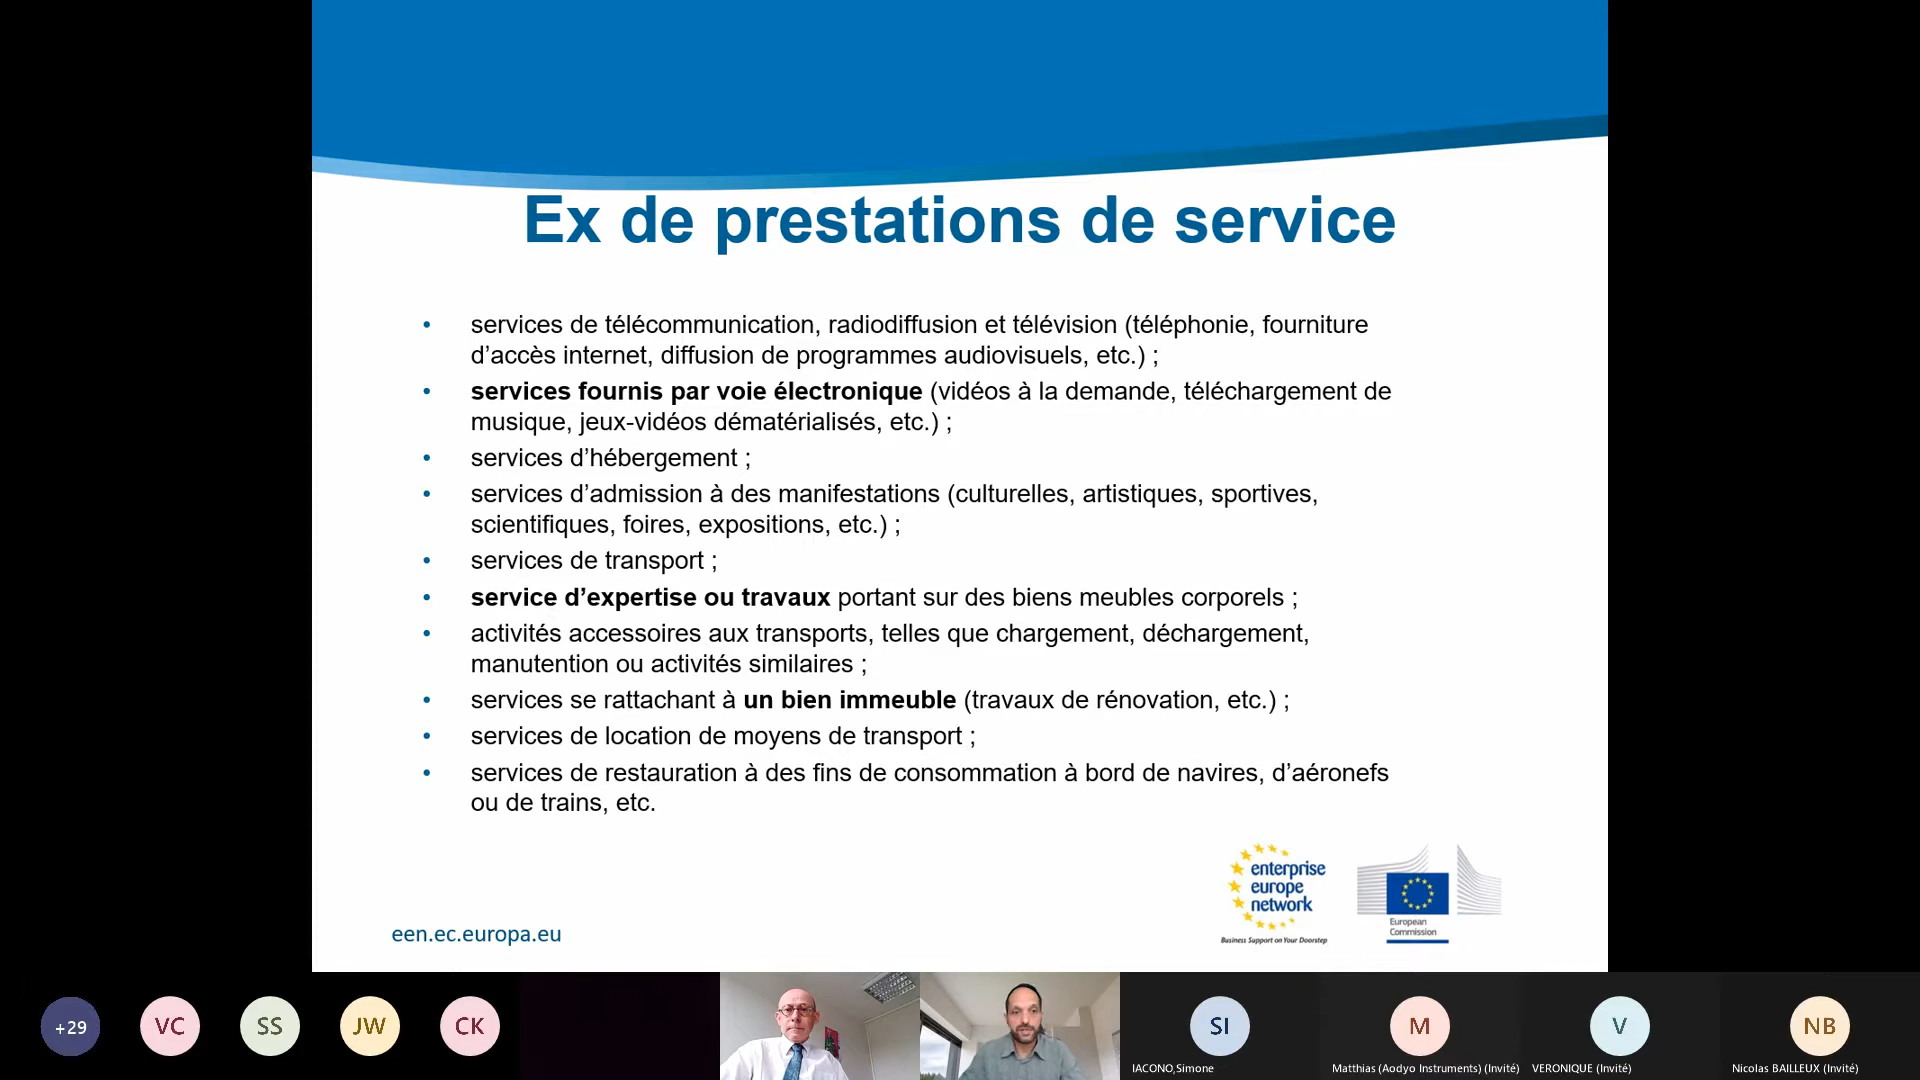 Ex de prestations de service
• services de télécommunication, radiodiffusion et télévision (téléphonie, fourniture
d’accès internet, diffusion de programmes audiovisuels, etc.) ;
• services fournis par voie électronique (vidéos à la demande, téléchargement de
musique, jeux-vidéos dématérialisés, etc.) ;
• services d’hébergement ;
• services d’admission à des manifestations (culturelles, artistiques, sportives,
scientifiques, foires, expositions, etc.) ;
• services de transport ;
• service d’expertise ou travaux portant sur des biens meubles corporels ;
• activités accessoires aux transports, telles que chargement, déchargement,
manutention ou activités similaires ;
• services se rattachant à un bien immeuble (travaux de rénovation, etc.) ;
• services de location de moyens de transport ;
• services de restauration à des fins de consommation à bord de navires, d’aéronefs
ou de trains, etc.
enterprise
europe
network
Business Support on Your Doorstep
European
Commission
een.ec.europa.eu
+29
VC
SS
JW
CK
SI
IACONO,Simone
M
Matthias (Aodyo Instruments) (Invité)
V
VERONIQUE (Invité)
NB
Nicolas BAILLEUX (Invité)